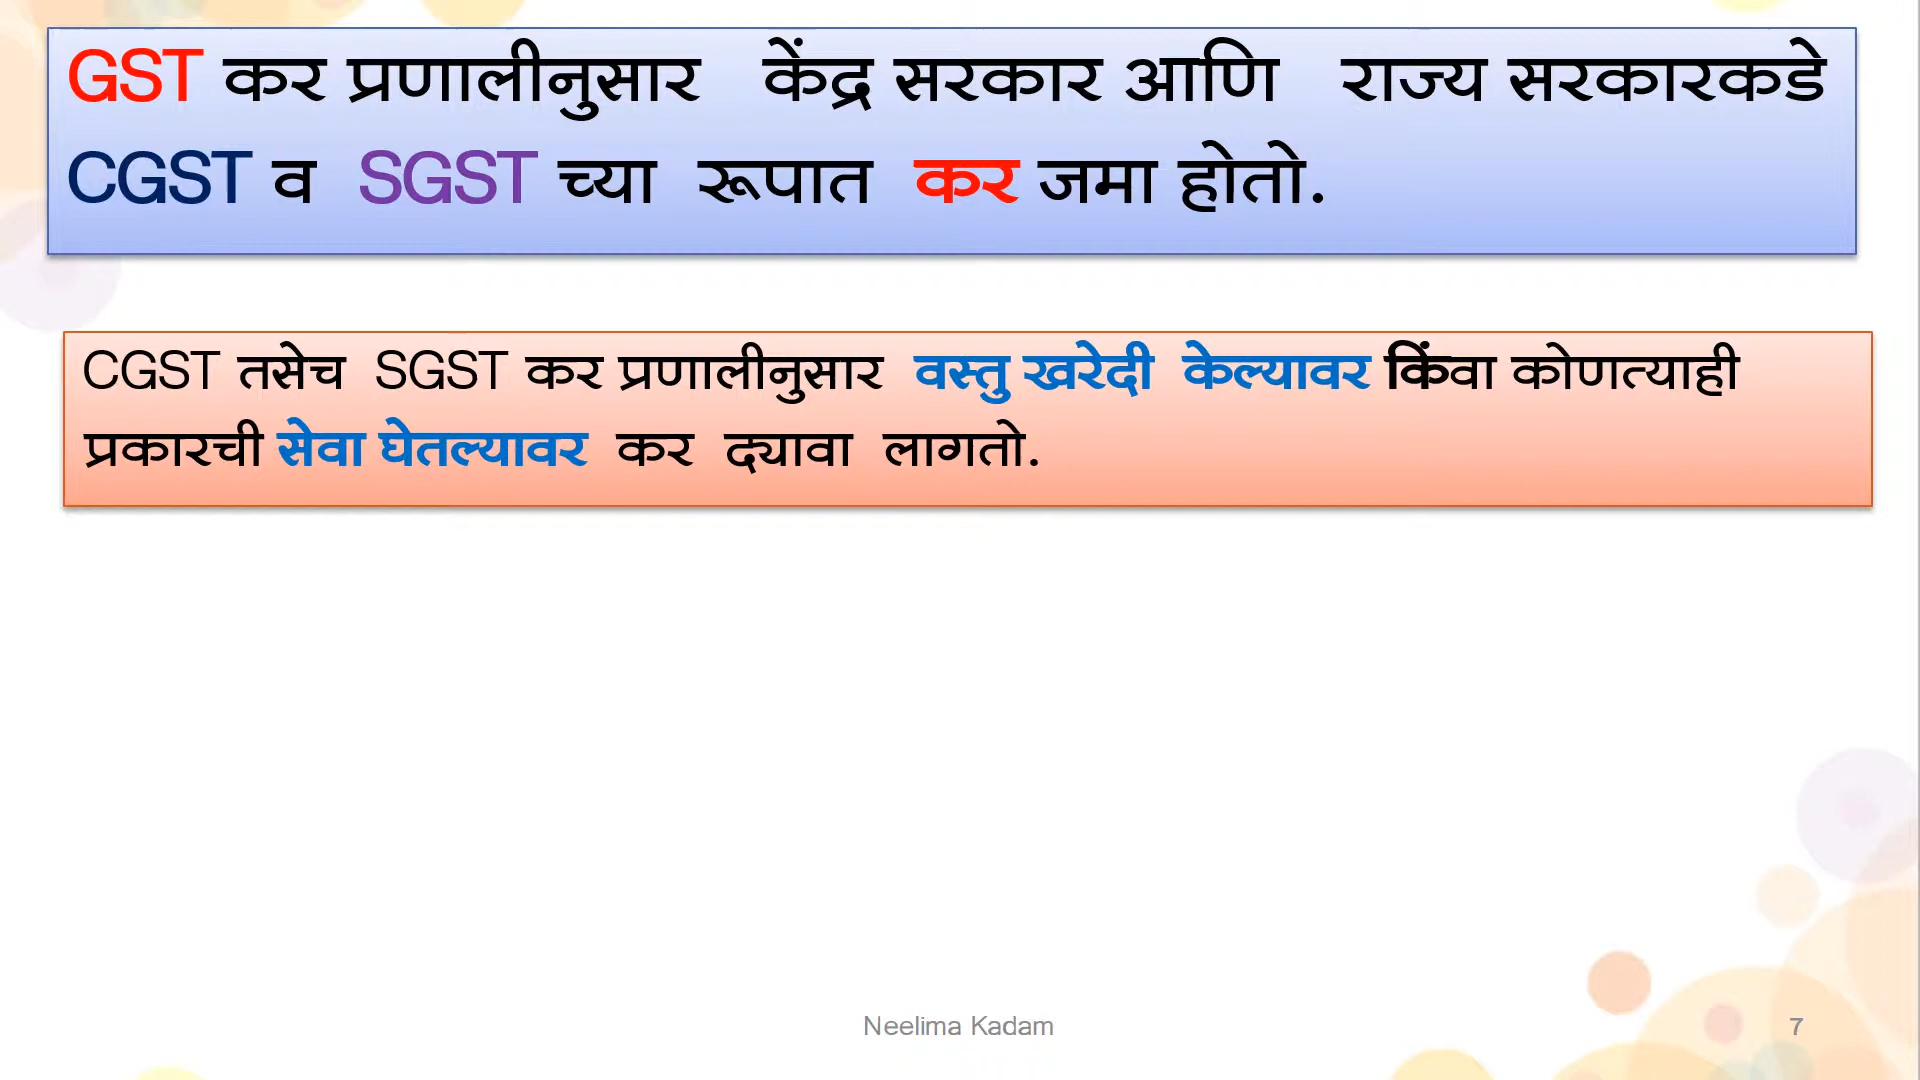 GST कर प्रणालीनुसार केंद्र सरकार आणि राज्य सरकारकडे
CGST व SGST च्या रूपात कर जमा होतो.
CGST तसेच SGST कर प्रणालीनुसार वस्तु खरेदी केल्यावर किंवा कोणत्याही
प्रकारची सेवा घेतल्यावर कर द्यावा लागतो.
Neelima Kadam
7